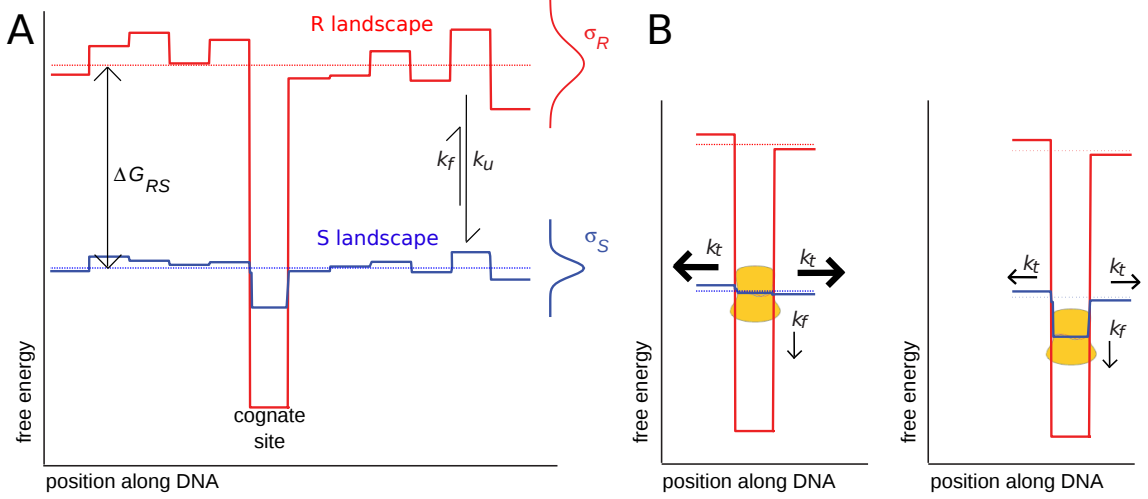 A
R landscape
σR
ΔGRS
kf
ku
S landscape
σS
cognate
site
free energy
position along DNA
B
kt
kt
kf
free energy
position along DNA
kt
kt
kf
free energy
position along DNA